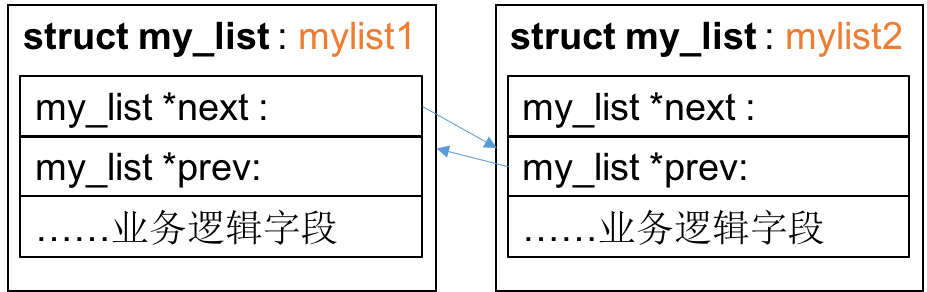 struct my_list : mylist1
my_list *next :
my_list *prev:
……业务逻辑字段
struct my_list : mylist2
my_list *next :
my_list *prev:
……业务逻辑字段